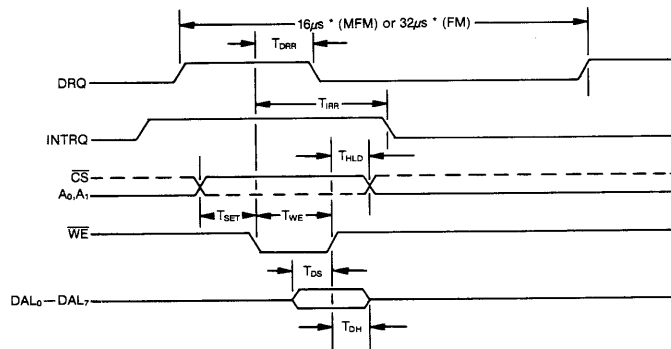 16μs * (MFM) or 32μs * (FM)
TDRR
DRQ
TIRR
INTRQ
THLD
CS
A0,A1
TSET
TWE
WE
TDS
DAL0—DAL7
TDH